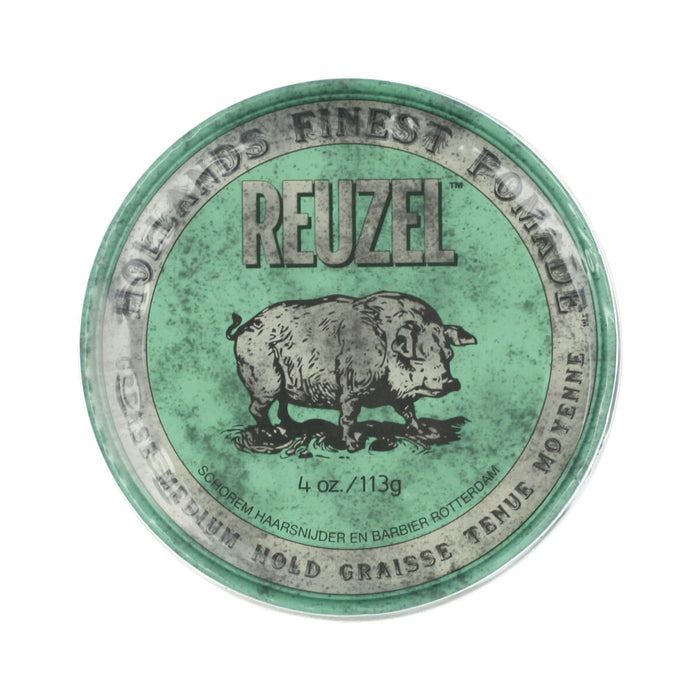 HOLLANDS FINEST POMADE™
REUZEL™
4 oz./113g
SCHOREM HAARSNIJDER EN BARBIER ROTTERDAM
GREASE MEDIUM HOLD GRAISSE TENUE MOYENNE